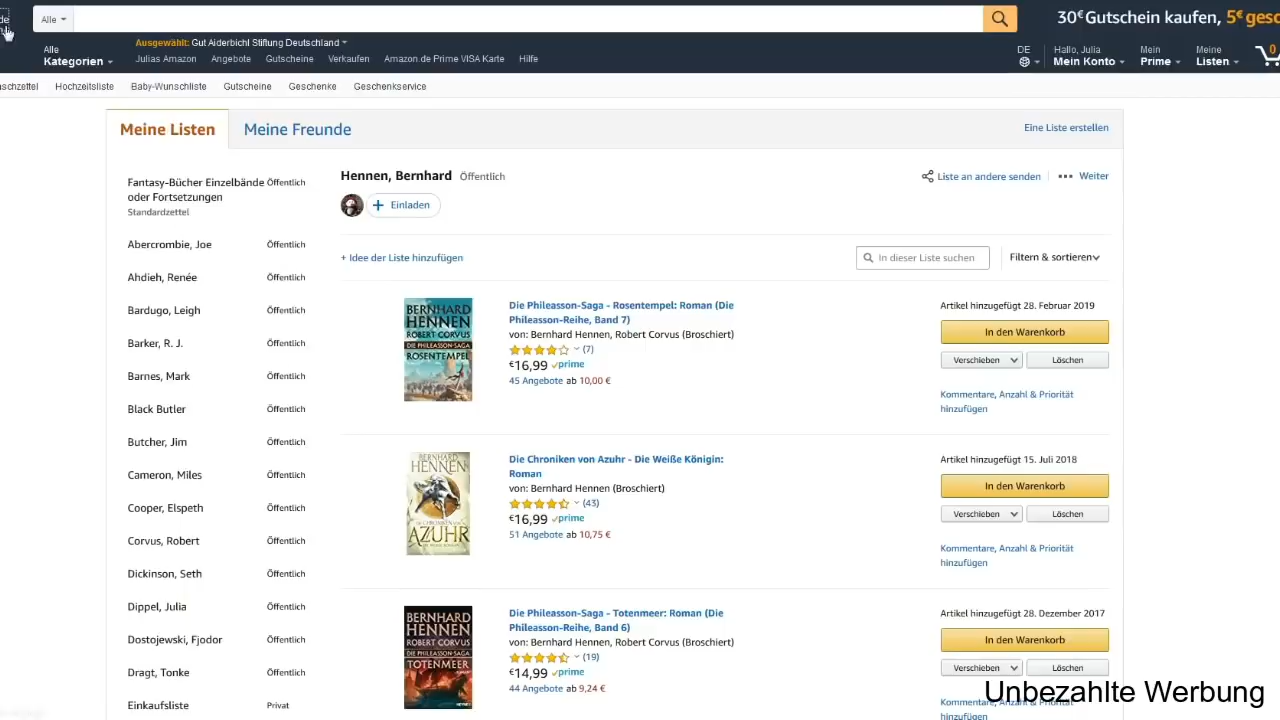 de
Alle
30€Gutschein kaufen, 5€ gesc
Alle
Kategorien
Ausgewählt: Gut Aiderbichl Stiftung Deutschland
Julias Amazon Angebote Gutscheine Verkaufen Amazon.de Prime VISA Karte Hilfe
DE
Hallo, Julia
Mein Konto
Mein
Prime
Meine
Listen
0
schzettel Hochzeitsliste Baby-Wunschliste Gutscheine Geschenke Geschenkservice
Meine Listen Meine Freunde Eine Liste erstellen
Fantasy-Bücher Einzelbände Öffentlich
oder Fortsetzungen
Standardzettel
Abercrombie, Joe Öffentlich
Ahdieh, Renée Öffentlich
Bardugo, Leigh Öffentlich
Barker, R. J. Öffentlich
Barnes, Mark Öffentlich
Black Butler Öffentlich
Butcher, Jim Öffentlich
Cameron, Miles Öffentlich
Cooper, Elspeth Öffentlich
Corvus, Robert Öffentlich
Dickinson, Seth Öffentlich
Dippel, Julia Öffentlich
Dostojewski, Fjodor Öffentlich
Dragt, Tonke Öffentlich
Einkaufsliste Privat
Hennen, Bernhard Öffentlich
Liste an andere senden Weiter
+ Einladen
+ Idee der Liste hinzufügen
In dieser Liste suchen
Filtern & sortieren
BERNHARD
HENNEN
ROBERT CORVUS
DIE PHILEASSON-SAGA
ROSENTEMPEL
Die Phileasson-Saga - Rosentempel: Roman (Die
Phileasson-Reihe, Band 7)
von: Bernhard Hennen, Robert Corvus (Broschiert)
(7)
€16,99 prime
45 Angebote ab 10,00 €
Artikel hinzugefügt 28. Februar 2019
In den Warenkorb
Verschieben Löschen
Kommentare, Anzahl & Priorität
hinzufügen
BERNHARD
HENNEN
DIE CHRONIKEN VON
AZUHR
Die Chroniken von Azuhr - Die Weiße Königin:
Roman
von: Bernhard Hennen (Broschiert)
(43)
€16,99 prime
51 Angebote ab 10,75 €
Artikel hinzugefügt 15. Juli 2018
In den Warenkorb
Verschieben Löschen
Kommentare, Anzahl & Priorität
hinzufügen
BERNHARD
HENNEN
ROBERT CORVUS
DIE PHILEASSON-SAGA
TOTENMEER
HEYNE
Die Phileasson-Saga - Totenmeer: Roman (Die
Phileasson-Reihe, Band 6)
von: Bernhard Hennen, Robert Corvus (Broschiert)
(19)
€14,99 prime
44 Angebote ab 9,24 €
Artikel hinzugefügt 28. Dezember 2017
In den Warenkorb
Verschieben Löschen
Kommentare, Anzahl & Priorität
hinzufügen
Unbezahlte Werbung